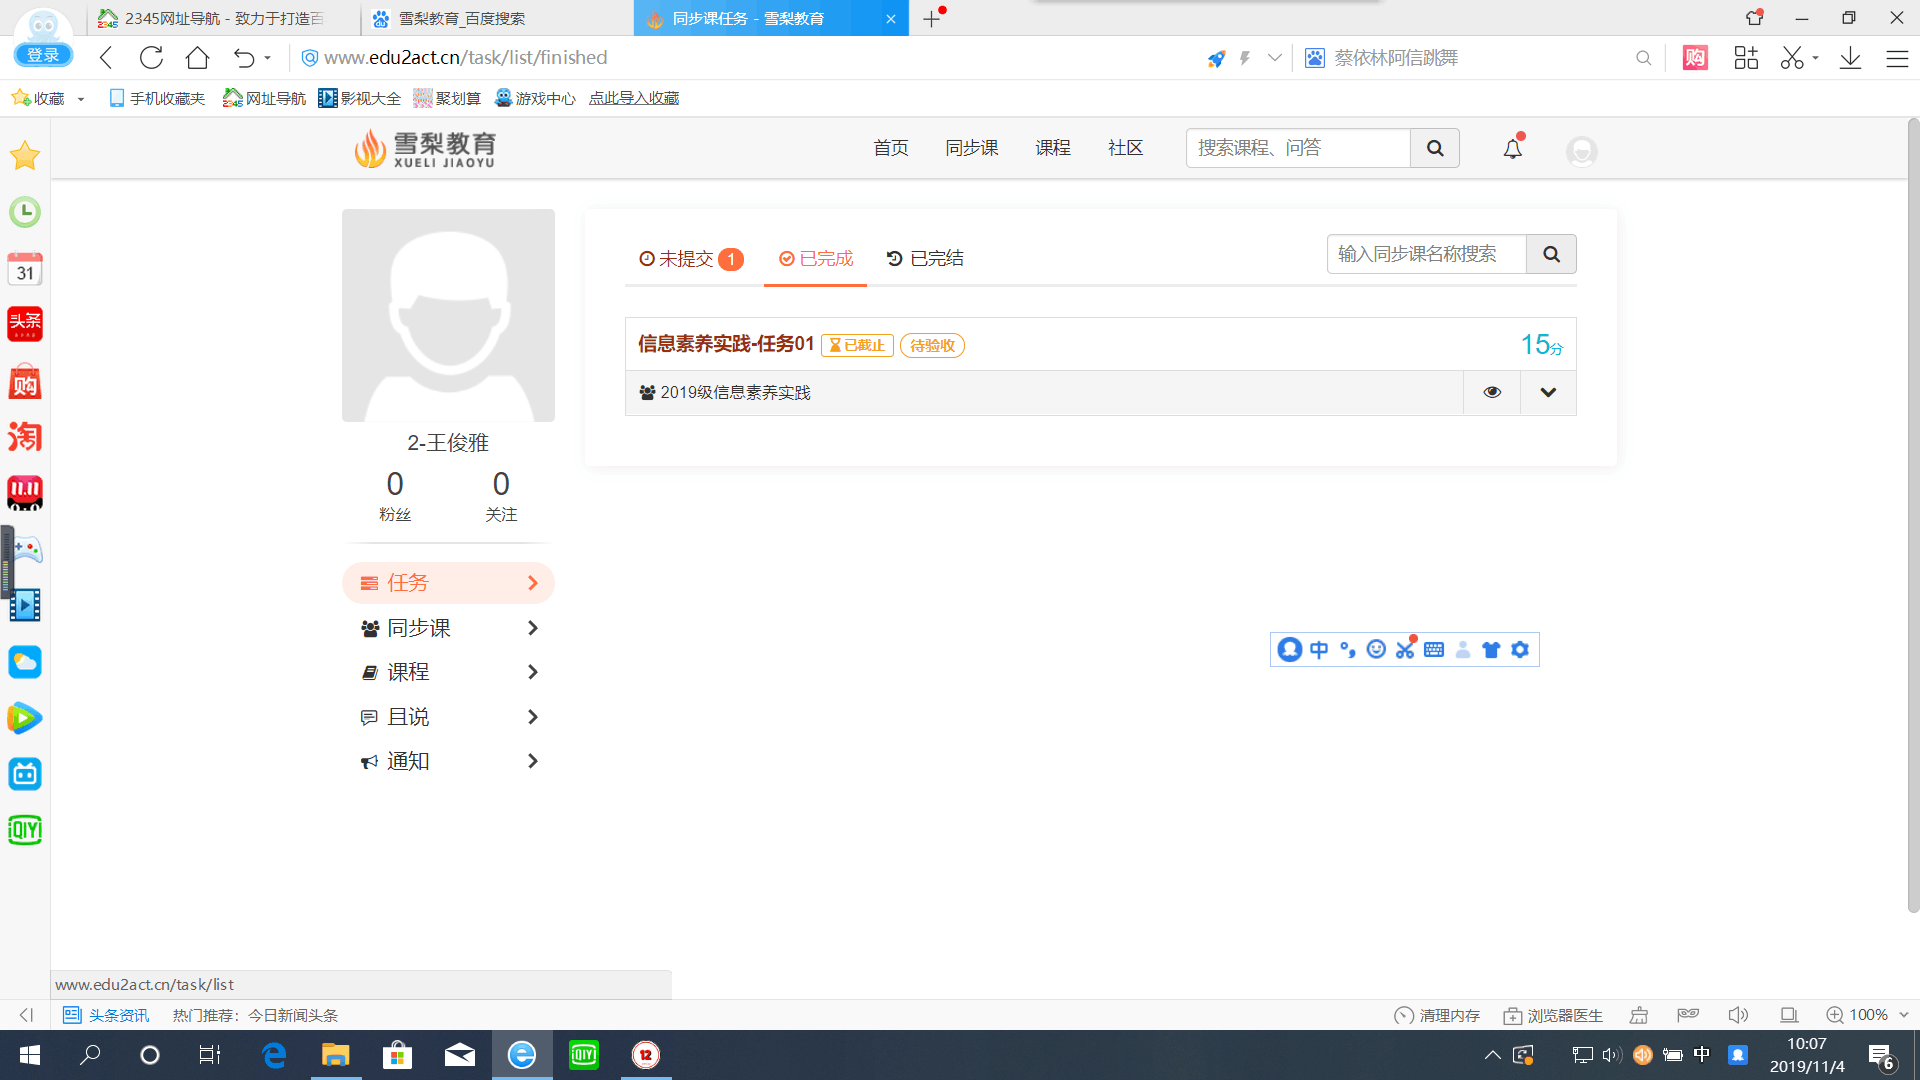 2345网址导航 - 致力于打造百
雪梨教育_百度搜索
同步课任务 - 雪梨教育
登录
www.edu2act.cn/task/list/finished
蔡依林阿信跳舞
购
收藏
手机收藏夹
网址导航
影视大全
聚划算
游戏中心
点此导入收藏
雪梨教育
XUELI JIAOYU
首页
同步课
课程
社区
搜索课程、问答
31
头条
购
淘
11.11
iQIYI
未提交 1
已完成
已完结
输入同步课名称搜索
信息素养实践-任务01
已截止
待验收
15分
2019级信息素养实践
2-王俊雅
0
0
粉丝
关注
任务
同步课
课程
且说
通知
中
www.edu2act.cn/task/list
头条资讯
热门推荐：今日新闻头条
清理内存
浏览器医生
100%
iQIYI
12
中
10:07
2019/11/4
6